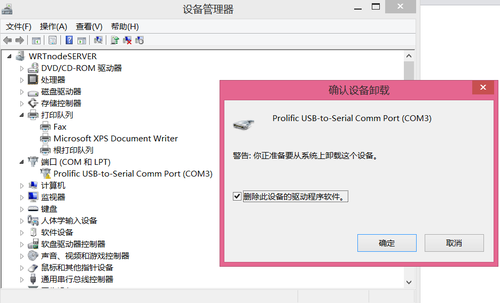 设备管理器
文件(F) 操作(A) 查看(V) 帮助(H)
WRTnodeSERVER
DVD/CD-ROM 驱动器
处理器
磁盘驱动器
存储控制器
打印队列
Fax
Microsoft XPS Document Writer
根打印队列
端口 (COM 和 LPT)
Prolific USB-to-Serial Comm Port (COM3)
计算机
监视器
键盘
人体学输入设备
软件设备
软盘驱动器控制器
声音、视频和游戏控制器
鼠标和其他指针设备
通用串行总线控制器
确认设备卸载
Prolific USB-to-Serial Comm Port (COM3)
警告: 你正准备要从系统上卸载这个设备。
删除此设备的驱动程序软件。
确定
取消